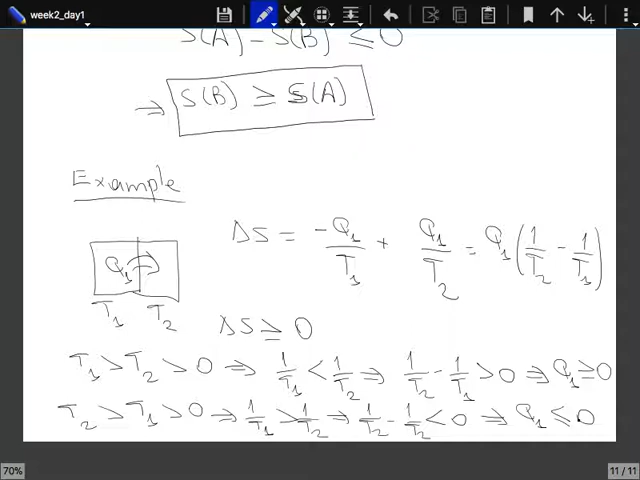 week2_day1
S(A) - S(B) ≤ 0
⇒ S(B) ≥ S(A)
Example
ΔS = -Q₁/T₁ + Q₁/T₂ = Q₁(1/T₂ - 1/T₁)
Q₁
T₁ T₂
ΔS ≥ 0
T₁ > T₂ > 0 ⇒ 1/T₁ < 1/T₂ ⇒ 1/T₂ - 1/T₁ > 0 ⇒ Q₁ ≥ 0
T₂ > T₁ > 0 ⇒ 1/T₁ > 1/T₂ ⇒ 1/T₂ - 1/T₂ < 0 ⇒ Q₁ ≤ 0
70% 11 / 11